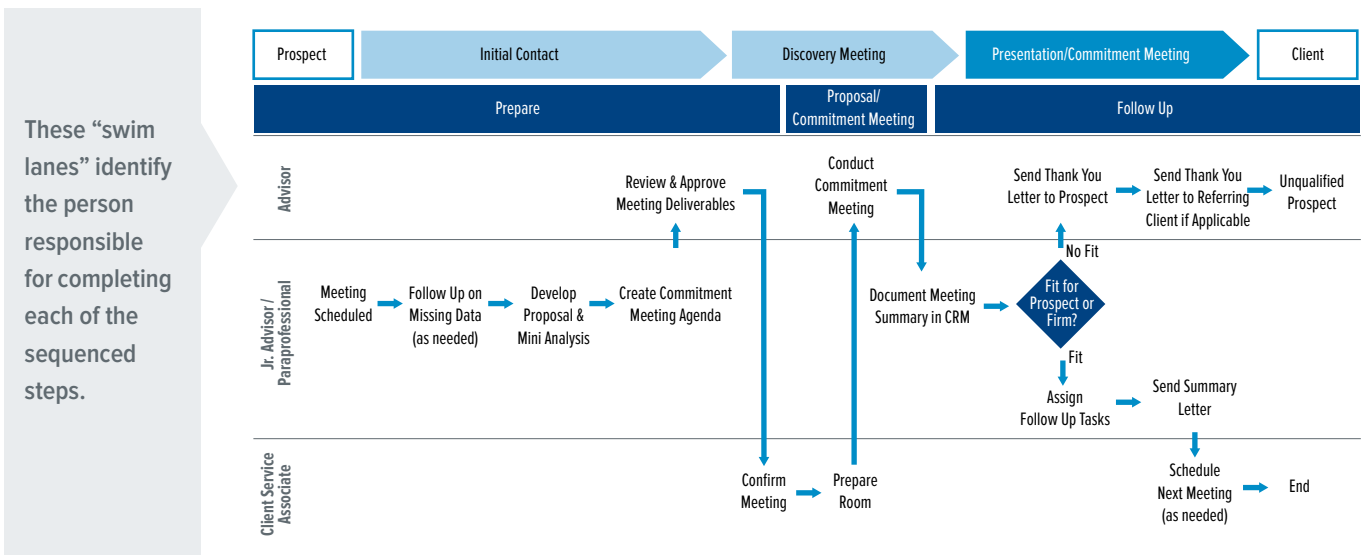 These “swim
lanes” identify
the person
responsible
for completing
each of the
sequenced
steps.
Prospect
Initial Contact
Discovery Meeting
Presentation/Commitment Meeting
Client
Prepare
Proposal/
Commitment Meeting
Follow Up
Advisor
Review & Approve
Meeting Deliverables
Conduct
Commitment
Meeting
Send Thank You
Letter to Prospect
Send Thank You
Letter to Referring
Client if Applicable
Unqualified
Prospect
Jr. Advisor /
Paraprofessional
Meeting
Scheduled
Follow Up on
Missing Data
(as needed)
Develop
Proposal &
Mini Analysis
Create Commitment
Meeting Agenda
Document Meeting
Summary in CRM
No Fit
Fit for
Prospect or
Firm?
Fit
Assign
Follow Up Tasks
Send Summary
Letter
Client Service
Associate
Confirm
Meeting
Prepare
Room
Schedule
Next Meeting
(as needed)
End